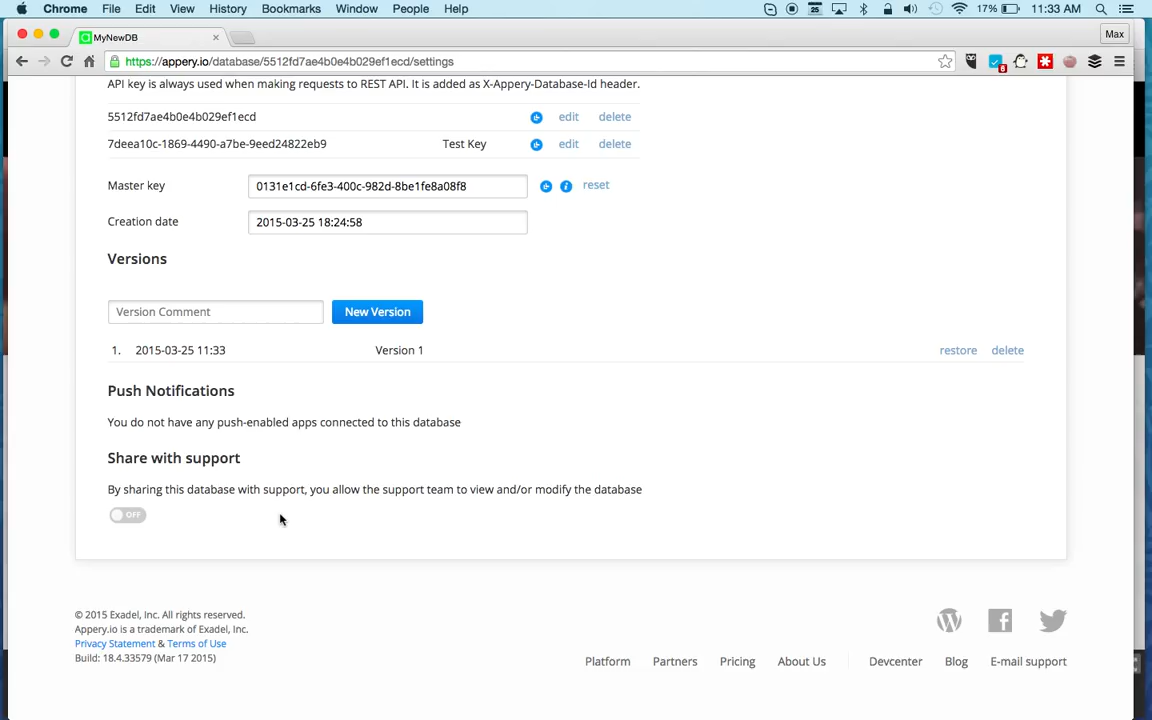 Chrome File Edit View History Bookmarks Window People Help 25 17% 11:33 AM
MyNewDB × Max
https://appery.io/database/5512fd7ae4b0e4b029ef1ecd/settings 6
API key is always used when making requests to REST API. It is added as X-Appery-Database-Id header.
5512fd7ae4b0e4b029ef1ecd edit delete
7deea10c-1869-4490-a7be-9eed24822eb9 Test Key edit delete
Master key 0131e1cd-6fe3-400c-982d-8be1fe8a08f8 reset
Creation date 2015-03-25 18:24:58
Versions
Version Comment New Version
1. 2015-03-25 11:33 Version 1 restore delete
Push Notifications
You do not have any push-enabled apps connected to this database
Share with support
By sharing this database with support, you allow the support team to view and/or modify the database
OFF
© 2015 Exadel, Inc. All rights reserved.
Appery.io is a trademark of Exadel, Inc.
Privacy Statement & Terms of Use
Build: 18.4.33579 (Mar 17 2015)
Platform Partners Pricing About Us Devcenter Blog E-mail support